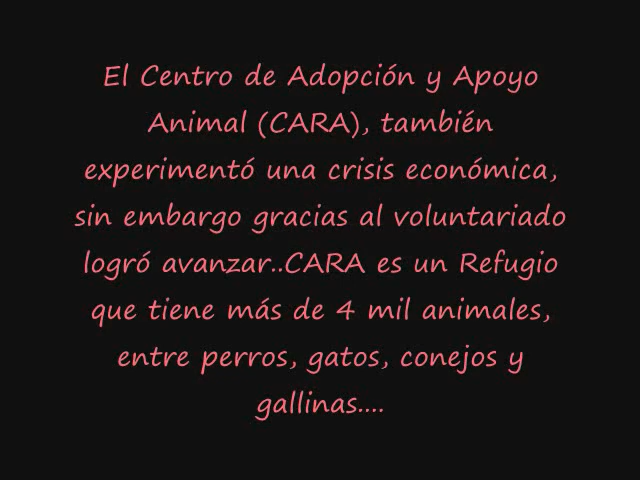 El Centro de Adopción y Apoyo
Animal (CARA), también
experimentó una crisis económica,
sin embargo gracias al voluntariado
logró avanzar..CARA es un Refugio
que tiene más de 4 mil animales,
entre perros, gatos, conejos y
gallinas....